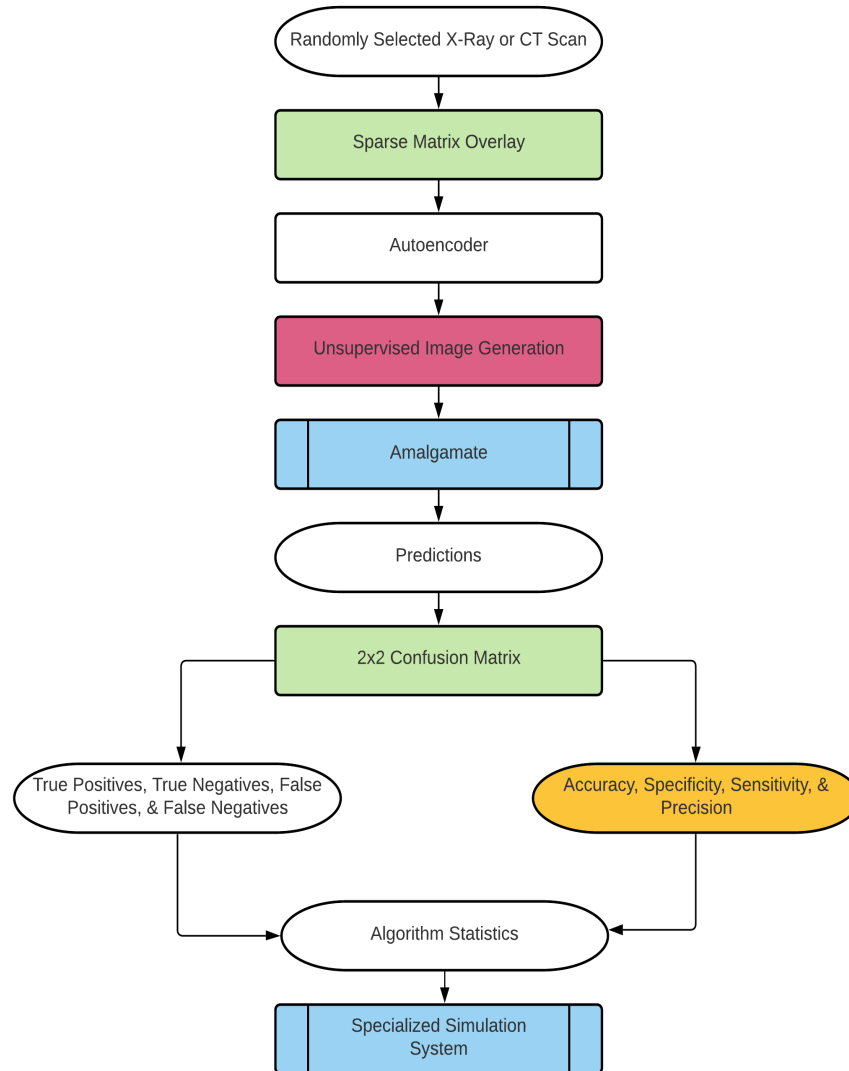 Randomly Selected X-Ray or CT Scan
Sparse Matrix Overlay
Autoencoder
Unsupervised Image Generation
Amalgamate
Predictions
2x2 Confusion Matrix
True Positives, True Negatives, False
Positives, & False Negatives
Accuracy, Specificity, Sensitivity, &
Precision
Algorithm Statistics
Specialized Simulation
System